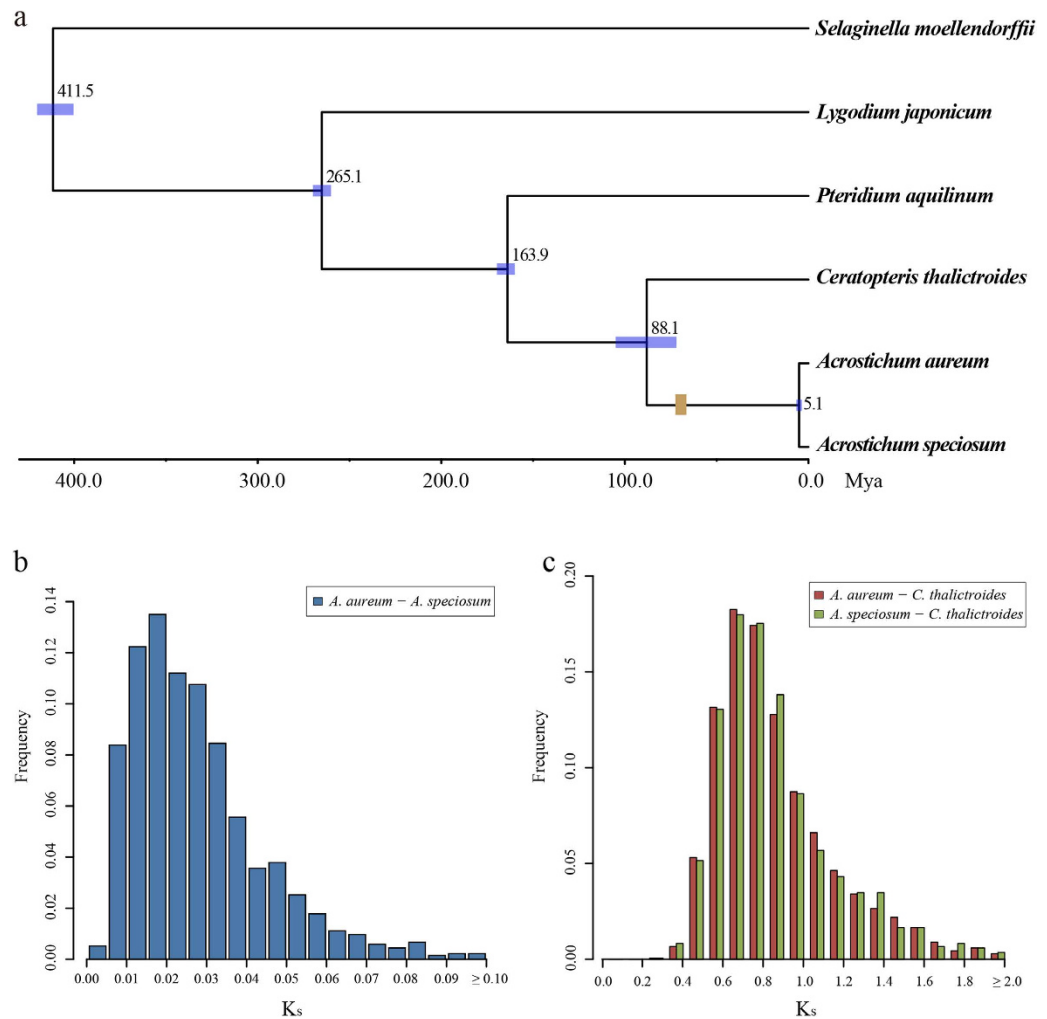 a
Selaginella moellendorffii
411.5
Lygodium japonicum
265.1
Pteridium aquilinum
163.9
Ceratopteris thalictroides
88.1
Acrostichum aureum
5.1
Acrostichum speciosum
400.0 300.0 200.0 100.0 0.0 Mya
b
A. aureum − A. speciosum
Frequency
0.14
0.12
0.10
0.08
0.06
0.04
0.02
0.00
0.00 0.01 0.02 0.03 0.04 0.05 0.06 0.07 0.08 0.09 ≥ 0.10
Ks
c
A. aureum − C. thalictroides
A. speciosum − C. thalictroides
Frequency
0.20
0.15
0.10
0.05
0.00
0.0 0.2 0.4 0.6 0.8 1.0 1.2 1.4 1.6 1.8 ≥ 2.0
Ks